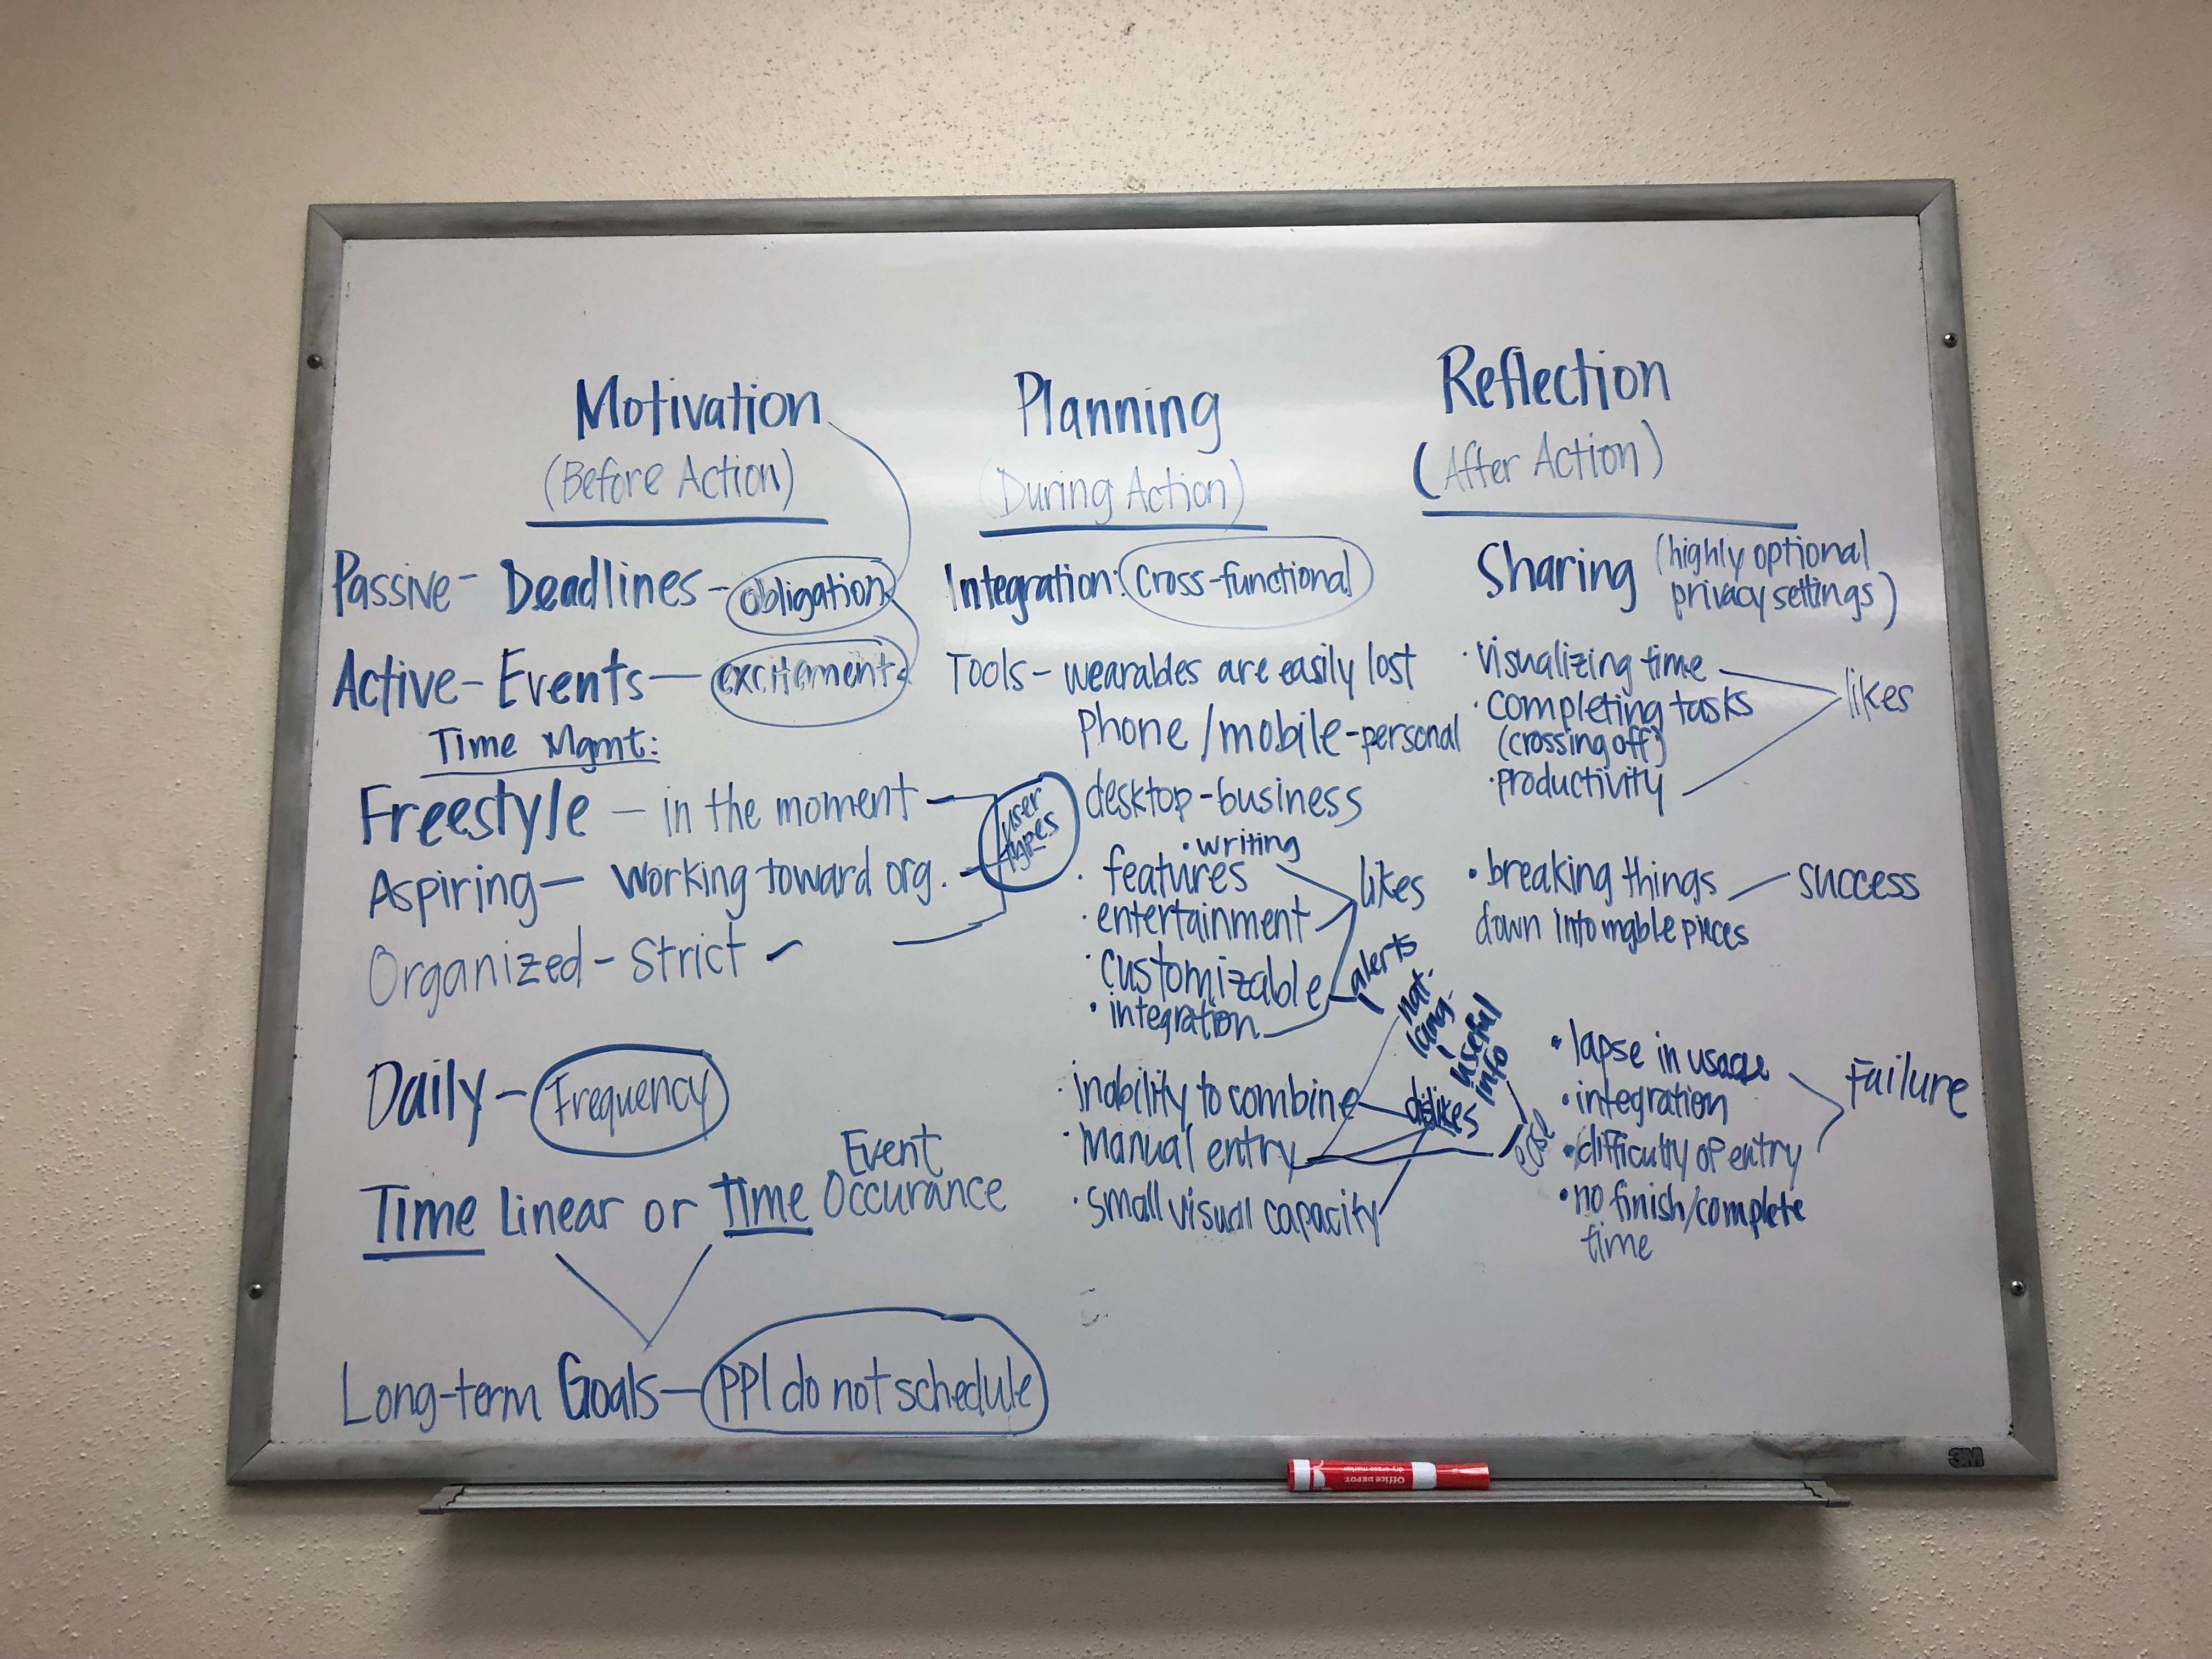 Motivation
(Before Action)
Passive - Deadlines - obligation
Active - Events - excitement
Time Mgmt:
Freestyle - in the moment
Aspiring - Working toward org.
Organized - Strict
user types
Daily - Frequency
Time Linear or Time Event Occurance
Long-term Goals - PPl do not schedule
Planning
(During Action)
Integration: cross-functional
Tools - wearables are easily lost
Phone / mobile - personal
desktop - business
• writing
• features
• entertainment
• customizable
• integration
likes
alerts
nat.
lang.
useful
info
• inability to combine
• Manual entry
• small visual capacity
dislikes
Reflection
(After Action)
Sharing (highly optional
privacy settings)
• visualizing time
• completing tasks
(crossing off)
• productivity
likes
• breaking things
down into mgble pieces
success
• lapse in usage
• integration
• difficulty of entry
• no finish/complete
time
Failure
Office DEPOT
dry-erase marker
3M